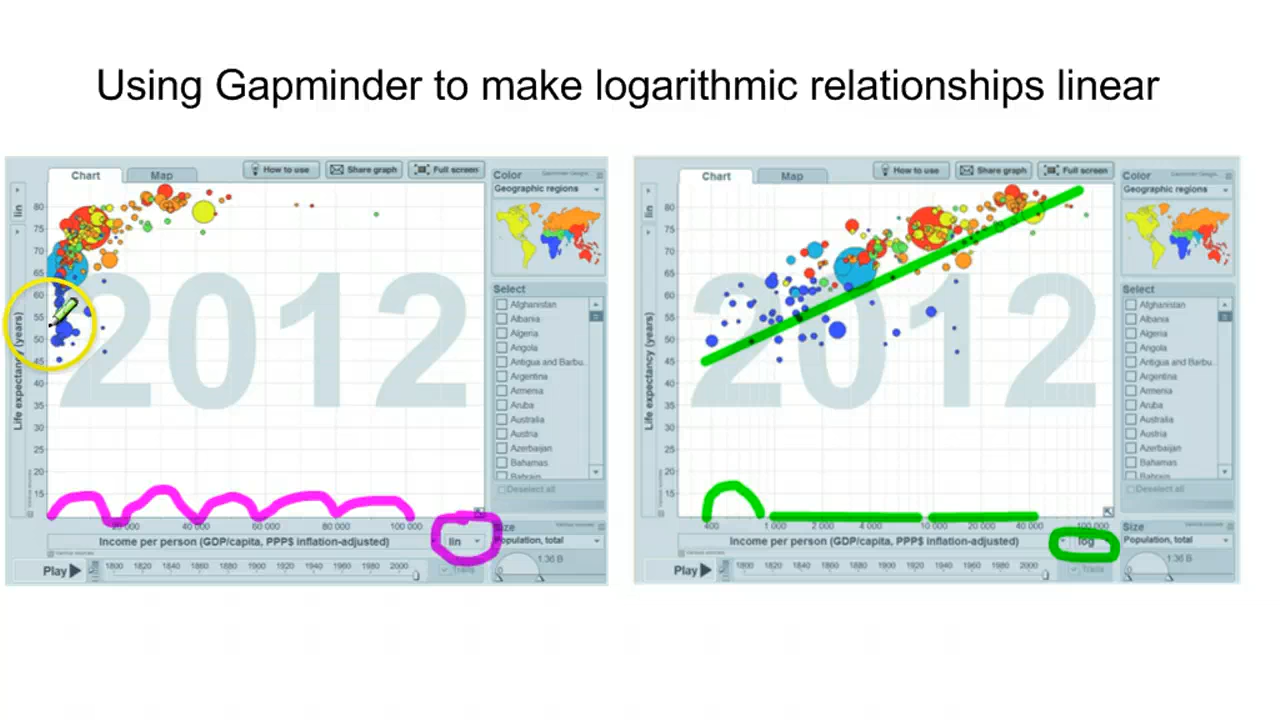 Using Gapminder to make logarithmic relationships linear
Chart Map How to use Share graph Full screen
Color
Geographic regions
lin
80
75
70
65
60
55
50
45
40
35
30
25
20
15
Life expectancy (years)
2012
Select
Afghanistan
Albania
Algeria
Angola
Antigua and Barbu..
Argentina
Armenia
Aruba
Australia
Austria
Azerbaijan
Bahamas
Bahrain
Deselect all
20 000 40 000 60 000 80 000 100 000
Income per person (GDP/capita, PPP$ inflation-adjusted)
lin
Size
Population, total
1.36 B
0
Play
1800 1820 1840 1860 1880 1900 1920 1940 1960 1980 2000
Trails
Chart Map How to use Share graph Full screen
Color
Geographic regions
lin
80
75
70
65
60
55
50
45
40
35
30
25
20
15
Life expectancy (years)
2012
Select
Afghanistan
Albania
Algeria
Angola
Antigua and Barbu..
Argentina
Armenia
Aruba
Australia
Austria
Azerbaijan
Bahamas
Bahrain
Deselect all
400 1 000 2 000 4 000 10 000 20 000 40 000 100 000
Income per person (GDP/capita, PPP$ inflation-adjusted)
log
Size
Population, total
1.36 B
0
Play
1800 1820 1840 1860 1880 1900 1920 1940 1960 1980 2000
Trails